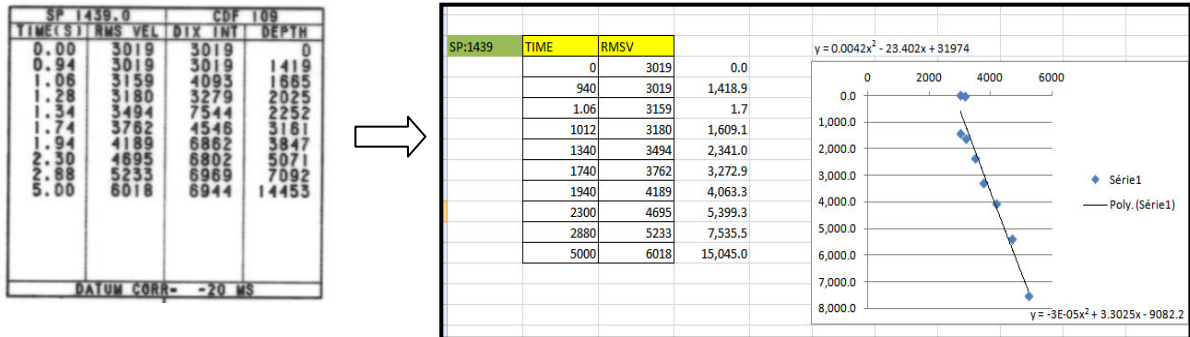 SP 1439.0 CDF 109
TIME(S) RMS VEL DIX INT DEPTH
0.00 3019 3019 0
0.94 3019 3019 1419
1.06 3159 4093 1665
1.28 3180 3279 2025
1.34 3494 7544 2252
1.74 3762 4546 3161
1.94 4189 6862 3847
2.30 4695 6802 5071
2.88 5233 6969 7092
5.00 6018 6944 14453
DATUM CORR= -20 MS
SP:1439 TIME RMSV
0 3019 0.0
940 3019 1,418.9
1.06 3159 1.7
1012 3180 1,609.1
1340 3494 2,341.0
1740 3762 3,272.9
1940 4189 4,063.3
2300 4695 5,399.3
2880 5233 7,535.5
5000 6018 15,045.0
y = 0.0042x² - 23.402x + 31974
0 2000 4000 6000
0.0
1,000.0
2,000.0
3,000.0
4,000.0
5,000.0
6,000.0
7,000.0
8,000.0
Série1
Poly. (Série1)
y = -3E-05x² + 3.3025x - 9082.2